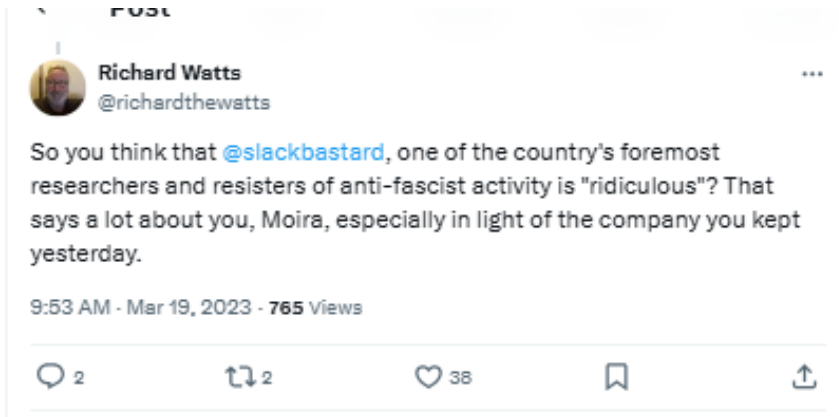 Post
Richard Watts
@richardthewatts
So you think that @slackbastard, one of the country's foremost
researchers and resisters of anti-fascist activity is "ridiculous"? That
says a lot about you, Moira, especially in light of the company you kept
yesterday.
9:53 AM · Mar 19, 2023 · 765 Views
2 2 38